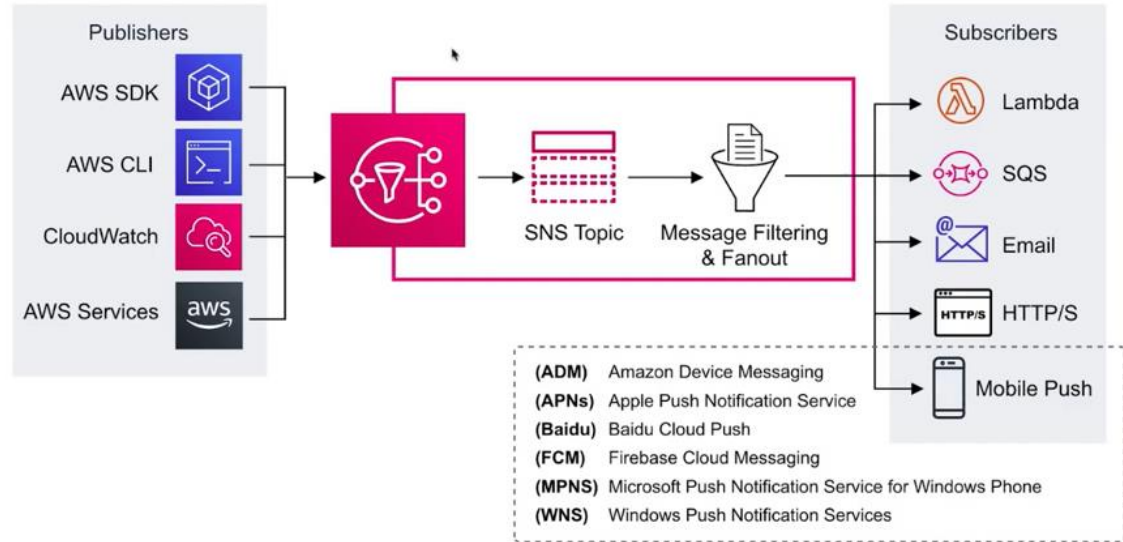 Publishers
AWS SDK
AWS CLI
CloudWatch
AWS Services
aws
SNS Topic
Message Filtering
& Fanout
Subscribers
Lambda
SQS
@
Email
HTTP/S
HTTP/S
Mobile Push
(ADM) Amazon Device Messaging
(APNs) Apple Push Notification Service
(Baidu) Baidu Cloud Push
(FCM) Firebase Cloud Messaging
(MPNS) Microsoft Push Notification Service for Windows Phone
(WNS) Windows Push Notification Services